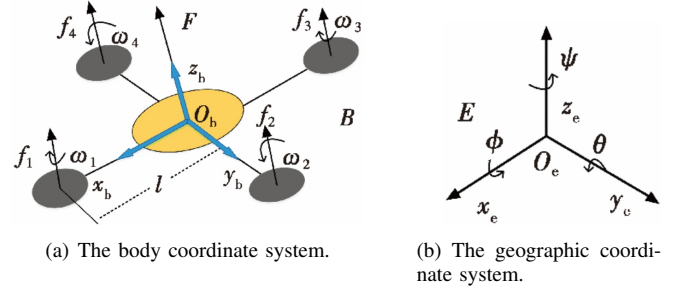 f4 ω4 F f3 ω3
zb
Ob f2 B
f1 ω1 ω2
xb l yb
ψ
E ze
ϕ θ
Oe
xe ye
(a) The body coordinate system.
(b) The geographic coordi-
nate system.